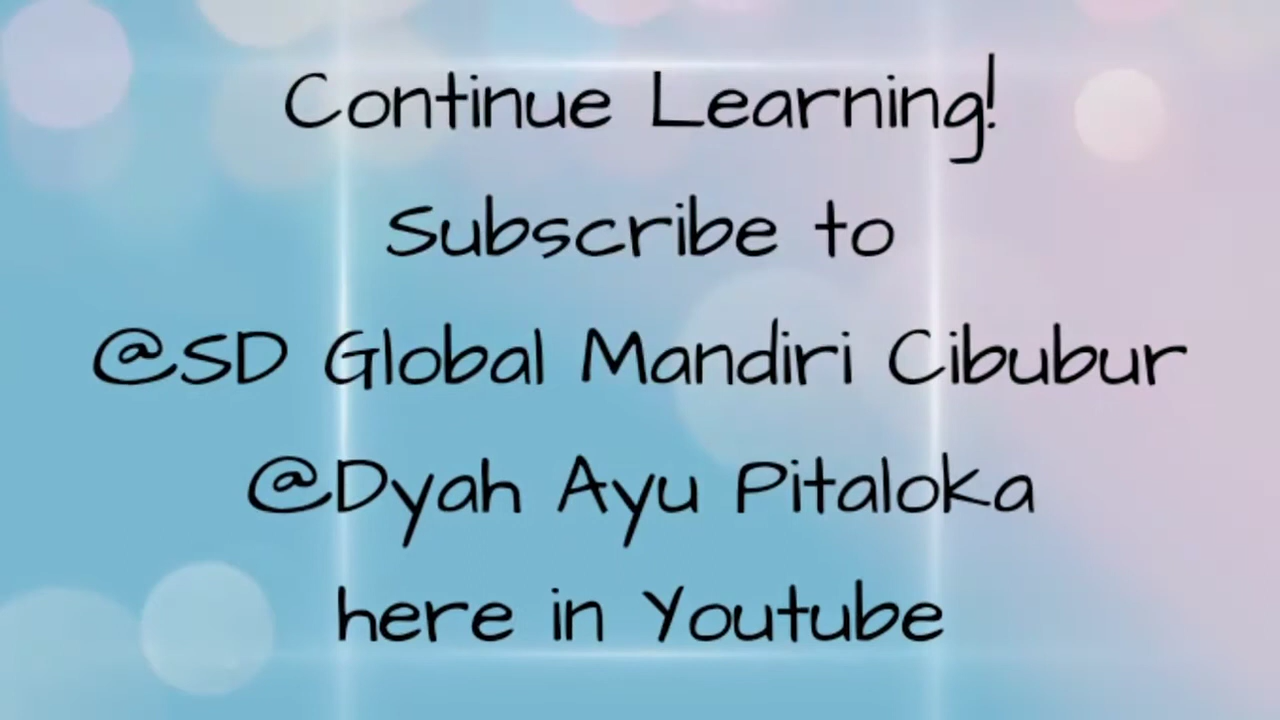 Continue Learning!
Subscribe to
@SD Global Mandiri Cibubur
@Dyah Ayu Pitaloka
here in Youtube